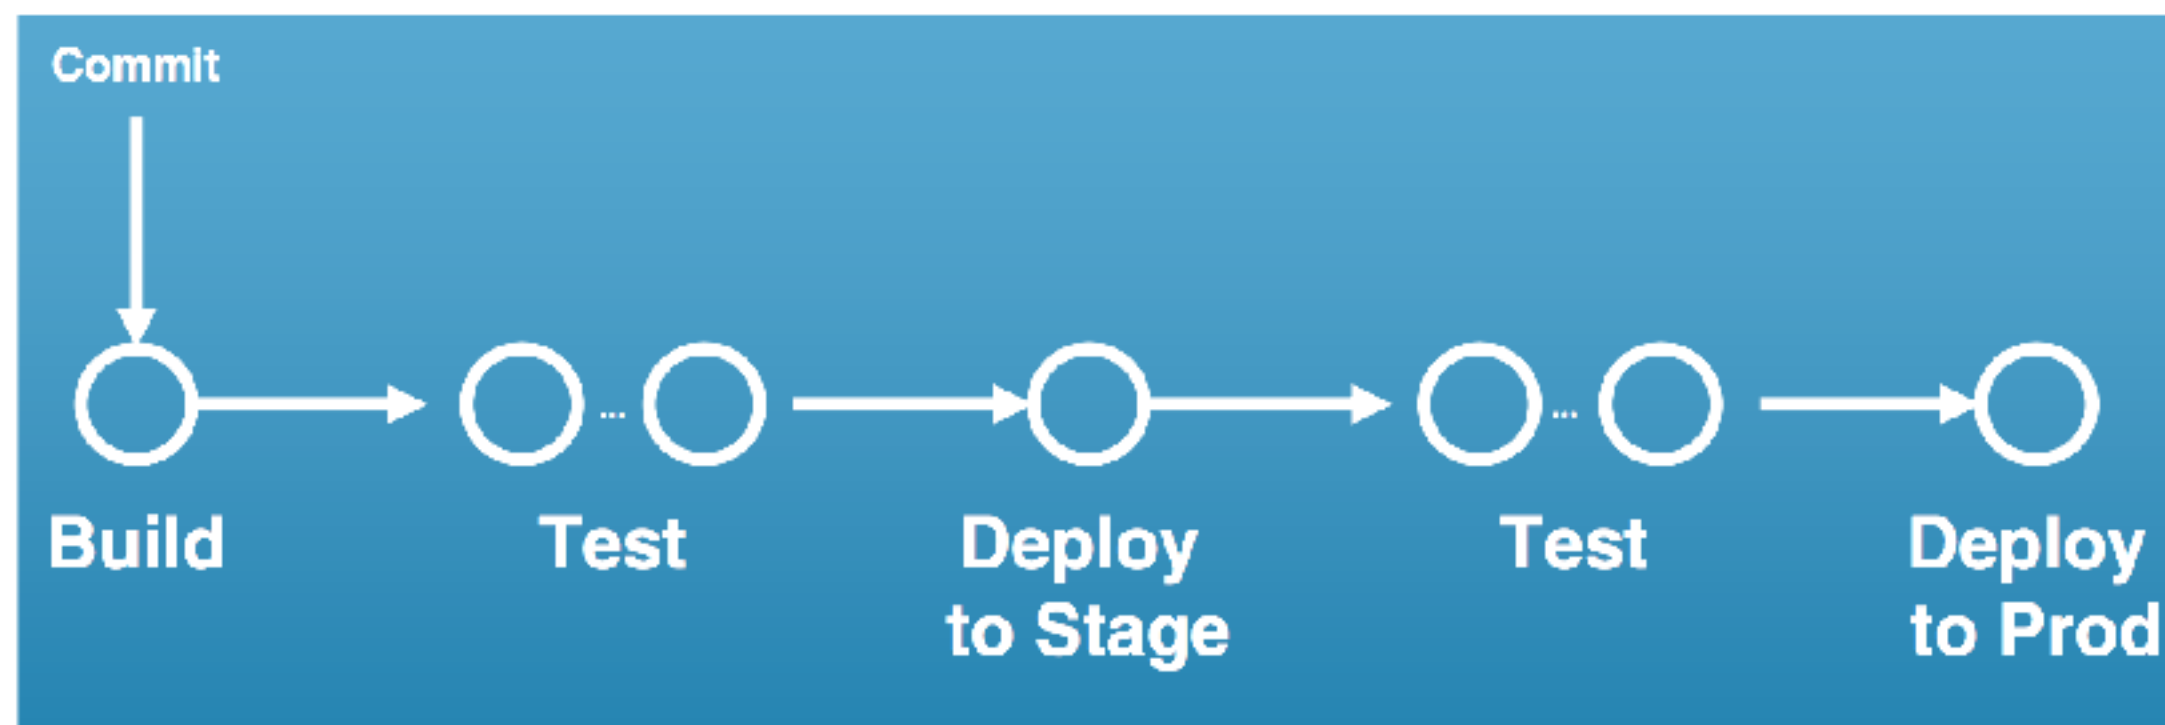 Commit
...
...
Build
Test
Deploy
to Stage
Test
Deploy
to Prod